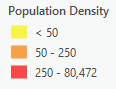 Population Density
< 50
50 - 250
250 - 80,472